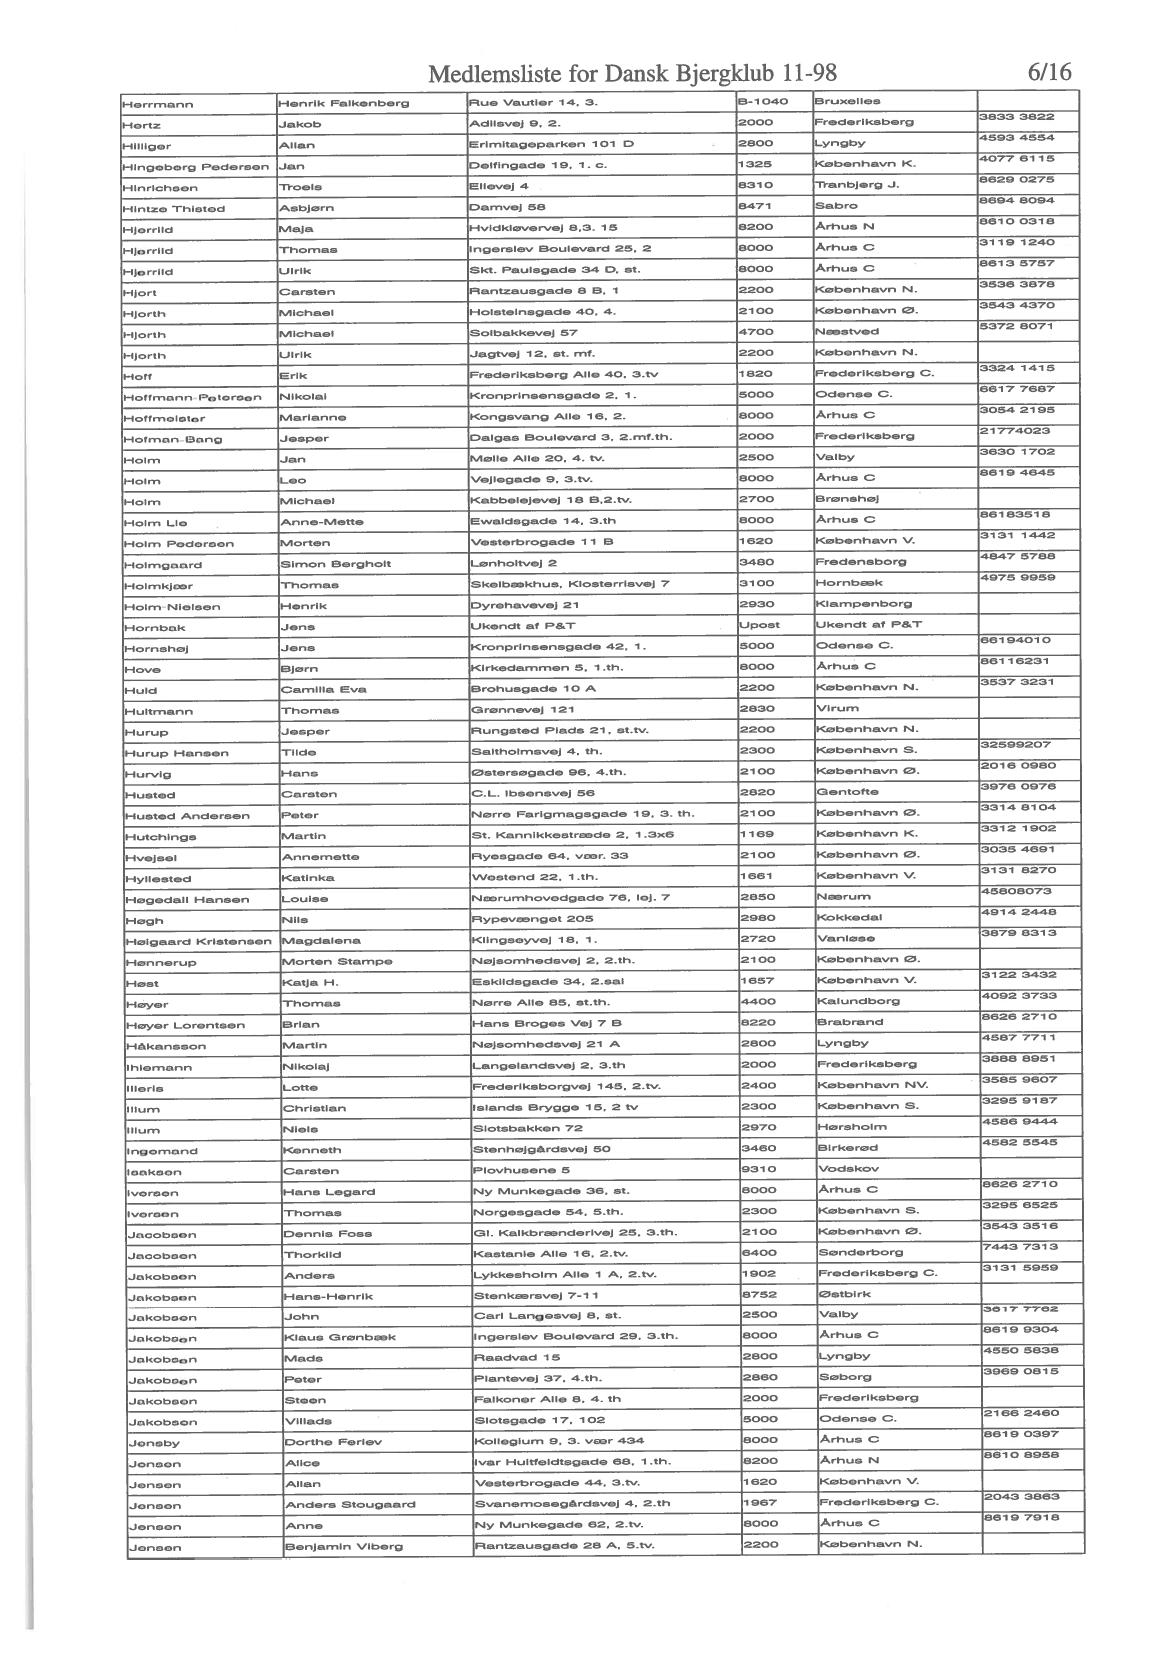 Medlemsliste for Dansk Bjergklub 11-98 6/16
Herrmann Henrik Falkenberg Rue Vautier 14, 3. B-1040 Bruxelles
Hertz Jakob Adilsvej 9, 2. 2000 Frederiksberg 3833 3822
Hilliger Allan Erimitageparken 101 D 2800 Lyngby 4593 4554
Hingeberg Pedersen Jan Delfingade 19, 1. c. 1325 København K. 4077 6115
Hinrichsen Troels Ellevej 4 8310 Tranbjerg J. 8629 0275
Hintze Thisted Asbjørn Damvej 58 8471 Sabro 8694 8094
Hjørrild Maja Hvidkløvervej 8,3. 15 8200 Århus N 8610 0318
Hjørrild Thomas Ingerslev Boulevard 25, 2 8000 Århus C 3119 1240
Hjørrild Ulrik Skt. Paulsgade 34 D, st. 8000 Århus C 8613 5757
Hjort Carsten Rantzausgade 8 B, 1 2200 København N. 3536 3878
Hjorth Michael Holsteinsgade 40, 4. 2100 København Ø. 3543 4370
Hjorth Michael Solbakkevej 57 4700 Næstved 5372 8071
Hjorth Ulrik Jagtvej 12, st. mf. 2200 København N.
Hoff Erik Frederiksberg Alle 40, 3.tv 1820 Frederiksberg C. 3324 1415
Hoffmann-Petersen Nikolai Kronprinsensgade 2, 1. 5000 Odense C. 6617 7687
Hoffmeister Marianne Kongsvang Alle 16, 2. 8000 Århus C 3054 2195
Hofman-Bang Jesper Dalgas Boulevard 3, 2.mf.th. 2000 Frederiksberg 21774023
Holm Jan Mølle Alle 20, 4. tv. 2500 Valby 3630 1702
Holm Leo Vejlegade 9, 3.tv. 8000 Århus C 8619 4645
Holm Michael Kabbelejevej 18 B,2.tv. 2700 Brønshøj
Holm Lie Anne-Mette Ewaldsgade 14, 3.th 8000 Århus C 86183518
Holm Pedersen Morten Vesterbrogade 11 B 1620 København V. 3131 1442
Holmgaard Simon Bergholt Lønholtvej 2 3480 Fredensborg 4847 5788
Holmkjær Thomas Skelbækhus, Klosterrisvej 7 3100 Hornbæk 4975 9959
Holm-Nielsen Henrik Dyrehavevej 21 2930 Klampenborg
Hornbak Jens Ukendt af P&T Upost Ukendt af P&T
Hornshøj Jens Kronprinsensgade 42, 1. 5000 Odense C. 66194010
Hove Bjørn Kirkedammen 5, 1.th. 8000 Århus C 86116231
Huld Camilla Eva Brohusgade 10 A 2200 København N. 3537 3231
Hultmann Thomas Grønnevej 121 2830 Virum
Hurup Jesper Rungsted Plads 21, st.tv. 2200 København N.
Hurup Hansen Tilde Saltholmsvej 4, th. 2300 København S. 32599207
Hurvig Hans Østersøgade 96, 4.th. 2100 København Ø. 2016 0980
Husted Carsten C.L. Ibsensvej 56 2820 Gentofte 3976 0976
Husted Andersen Peter Nørre Farigmagsgade 19, 3. th. 2100 København Ø. 3314 8104
Hutchings Martin St. Kannikkestræde 2, 1.3x6 1169 København K. 3312 1902
Hvejsel Annemette Ryesgade 64, vær. 33 2100 København Ø. 3035 4691
Hyllested Katinka Westend 22, 1.th. 1661 København V. 3131 8270
Høgedall Hansen Louise Nærumhovedgade 76, lej. 7 2850 Nærum 45808073
Høgh Nils Rypevænget 205 2980 Kokkedal 4914 2448
Hølgaard Kristensen Magdalena Klingseyvej 18, 1. 2720 Vanløse 3879 8313
Hønnerup Morten Stampe Nøjsomhedsvej 2, 2.th. 2100 København Ø.
Høst Katja H. Eskildsgade 34, 2.sal 1657 København V. 3122 3432
Høyer Thomas Nørre Alle 85, st.th. 4400 Kalundborg 4092 3733
Høyer Lorentsen Brian Hans Broges Vej 7 B 8220 Brabrand 8626 2710
Håkansson Martin Nøjsomhedsvej 21 A 2800 Lyngby 4587 7711
Ihlemann Nikolaj Langelandsvej 2, 3.th 2000 Frederiksberg 3888 8951
Illeris Lotte Frederiksborgvej 145, 2.tv. 2400 København NV. 3585 9607
Illum Christian Islands Brygge 15, 2 tv 2300 København S. 3295 9187
Illum Niels Slotsbakken 72 2970 Hørsholm 4586 9444
Ingemand Kenneth Stenhøjgårdsvej 50 3460 Birkerød 4582 5545
Isaksen Carsten Plovhusene 5 9310 Vodskov
Iversen Hans Legard Ny Munkegade 36, st. 8000 Århus C 8626 2710
Iversen Thomas Norgesgade 54, 5.th. 2300 København S. 3295 6525
Jacobsen Dennis Foss Gl. Kalkbrænderivej 25, 3.th. 2100 København Ø. 3543 3516
Jacobsen Thorkild Kastanie Alle 16, 2.tv. 6400 Sønderborg 7443 7313
Jakobsen Anders Lykkesholm Alle 1 A, 2.tv. 1902 Frederiksberg C. 3131 5959
Jakobsen Hans-Henrik Stenkærsvej 7-11 8752 Østbirk
Jakobsen John Carl Langesvej 8, st. 2500 Valby 3617 7762
Jakobsen Klaus Grønbæk Ingerslev Boulevard 29, 3.th. 8000 Århus C 8619 9304
Jakobsen Mads Raadvad 15 2800 Lyngby 4550 5838
Jakobsen Peter Plantevej 37, 4.th. 2860 Søborg 3969 0815
Jakobsen Steen Falkoner Alle 8, 4. th 2000 Frederiksberg
Jakobsen Villads Slotsgade 17, 102 5000 Odense C. 2166 2460
Jensby Dorthe Ferlev Kollegium 9, 3. vær 434 8000 Århus C 8619 0397
Jensen Alice Ivar Huitfeldtsgade 68, 1.th. 8200 Århus N 8610 8958
Jensen Allan Vesterbrogade 44, 3.tv. 1620 København V.
Jensen Anders Stougaard Svanemosegårdsvej 4, 2.th 1967 Frederiksberg C. 2043 3863
Jensen Anne Ny Munkegade 62, 2.tv. 8000 Århus C 8619 7918
Jensen Benjamin Viberg Rantzausgade 28 A, 5.tv. 2200 København N.